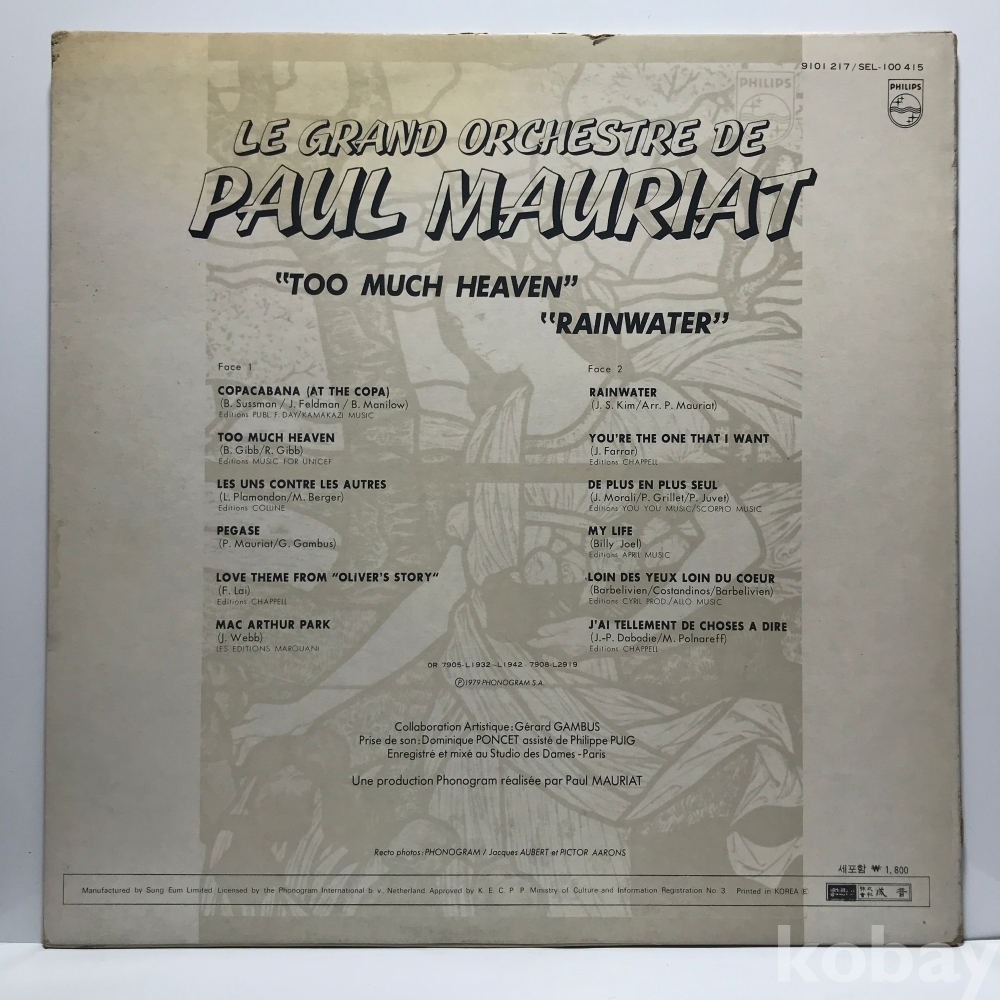 9101 217/SEL-100 415
PHILIPS
LE GRAND ORCHESTRE DE
PAUL MAURIAT
"TOO MUCH HEAVEN"
"RAINWATER"
Face 1
COPACABANA (AT THE COPA)
(B. Sussman / J. Feldman / B. Manilow)
Editions PUBL. F. DAY/KAMAKAZI MUSIC
TOO MUCH HEAVEN
(B. Gibb/R. Gibb)
Editions MUSIC FOR UNICEF
LES UNS CONTRE LES AUTRES
(L. Plamondon/M. Berger)
Editions COLLINE
PEGASE
(P. Mauriat/G. Gambus)
LOVE THEME FROM "OLIVER'S STORY"
(F. Lai)
Editions CHAPPELL
MAC ARTHUR PARK
(J. Webb)
LES EDITIONS MAROUANI
Face 2
RAINWATER
(J. S. Kim/Arr. P. Mauriat)
YOU'RE THE ONE THAT I WANT
(J. Farrar)
Editions CHAPPELL
DE PLUS EN PLUS SEUL
(J. Morali/P. Grillet/P. Juvet)
Editions YOU YOU MUSIC/SCORPIO MUSIC
MY LIFE
(Billy Joel)
Editions APRIL MUSIC
LOIN DES YEUX LOIN DU COEUR
(Barbelivien/Costandinos/Barbelivien)
Editions CYRIL PROD./ALLO MUSIC
J'AI TELLEMENT DE CHOSES A DIRE
(J.-P. Dabadie/M. Polnareff)
Editions CHAPPELL
OR 7905-L1932-L1942-7908-L2919
Ⓟ1979 PHONOGRAM S.A.
Collaboration Artistique: Gérard GAMBUS
Prise de son: Dominique PONCET assisté de Philippe PUIG
Enregistré et mixé au Studio des Dames-Paris
Une production Phonogram réalisée par Paul MAURIAT
Recto photos: PHONOGRAM / Jacques AUBERT et PICTOR AARONS
세포함 ₩ 1,800
Manufactured by Sung Eum Limited Licensed by the Phonogram International b v. Netherland Approved by K E. C. P P Ministry of Culture and Information Registration No. 3 Printed in KOREA (E)
株式會社 成音
kobay